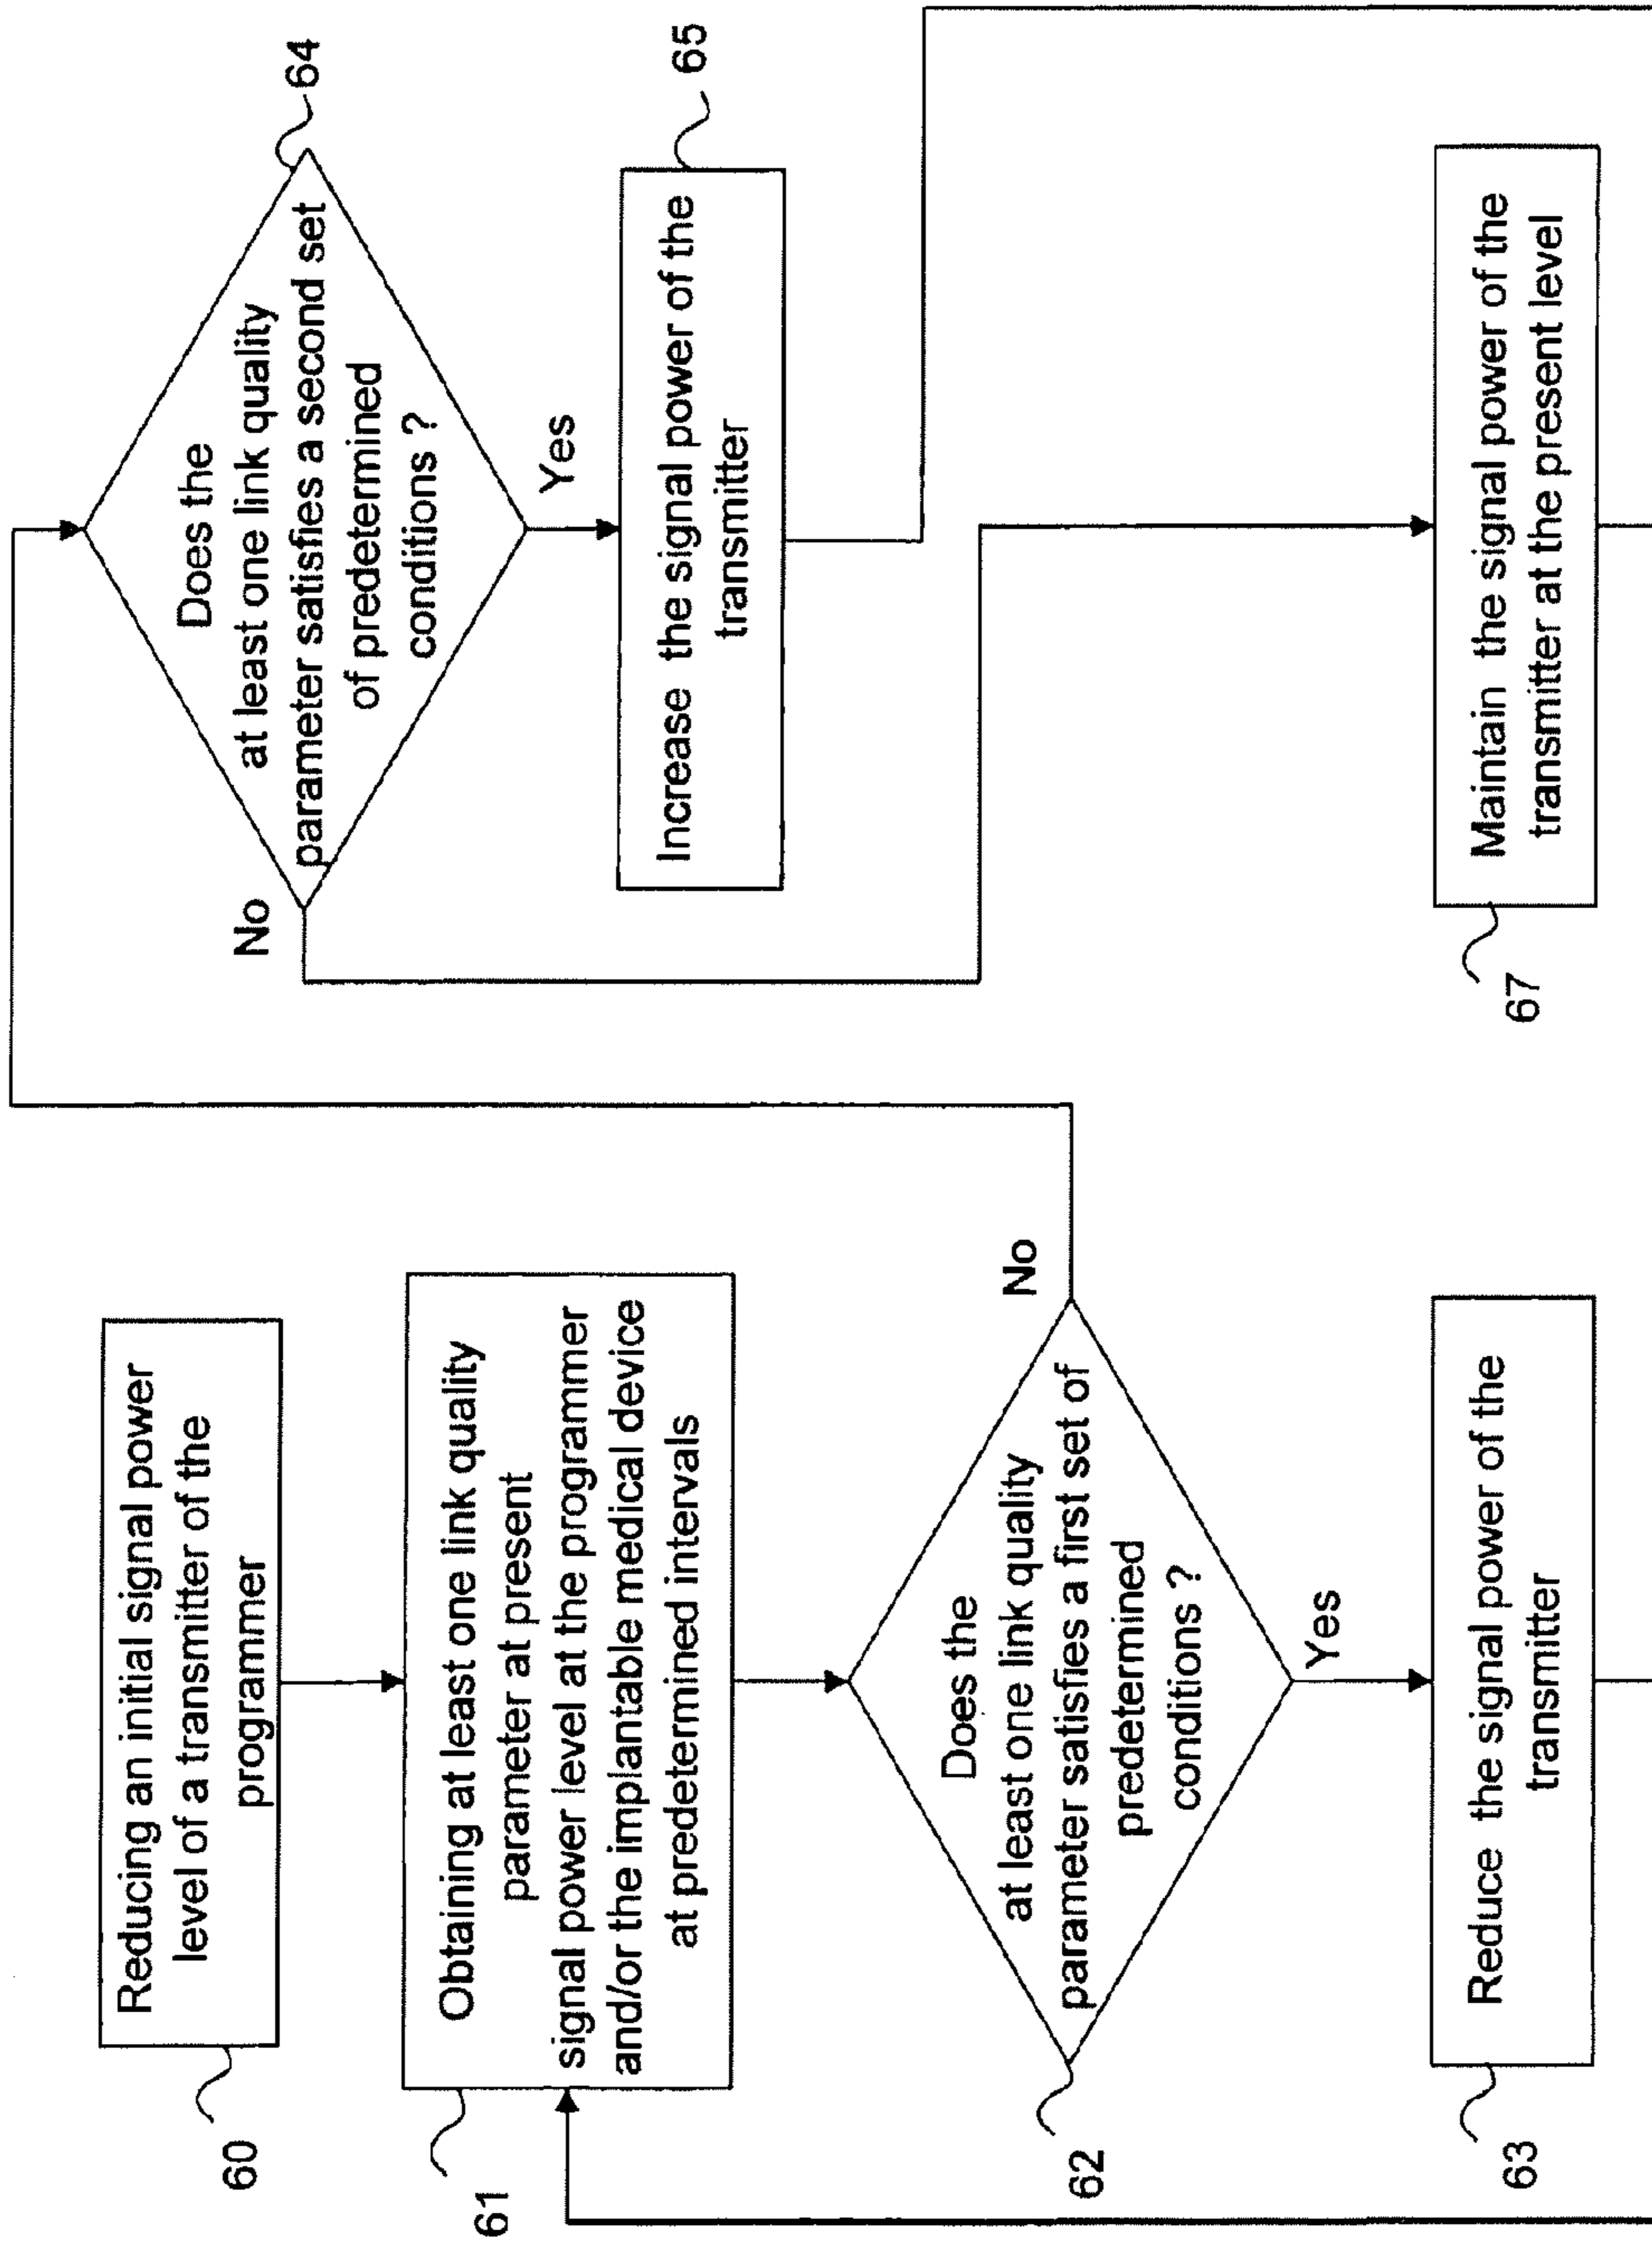 Reducing an initial signal power
level of a transmitter of the
programmer
60
Obtaining at least one link quality
parameter at present
signal power level at the programmer
and/or the implantable medical device
at predetermined intervals
61
Does the
at least one link quality
parameter satisfies a first set of
predetermined
conditions ?
62
No
Yes
Reduce the signal power of the
transmitter
63
Does the
at least one link quality
parameter satisfies a second set
of predetermined
conditions ?
64
No
Yes
Increase the signal power of the
transmitter
65
Maintain the signal power of the
transmitter at the present level
67